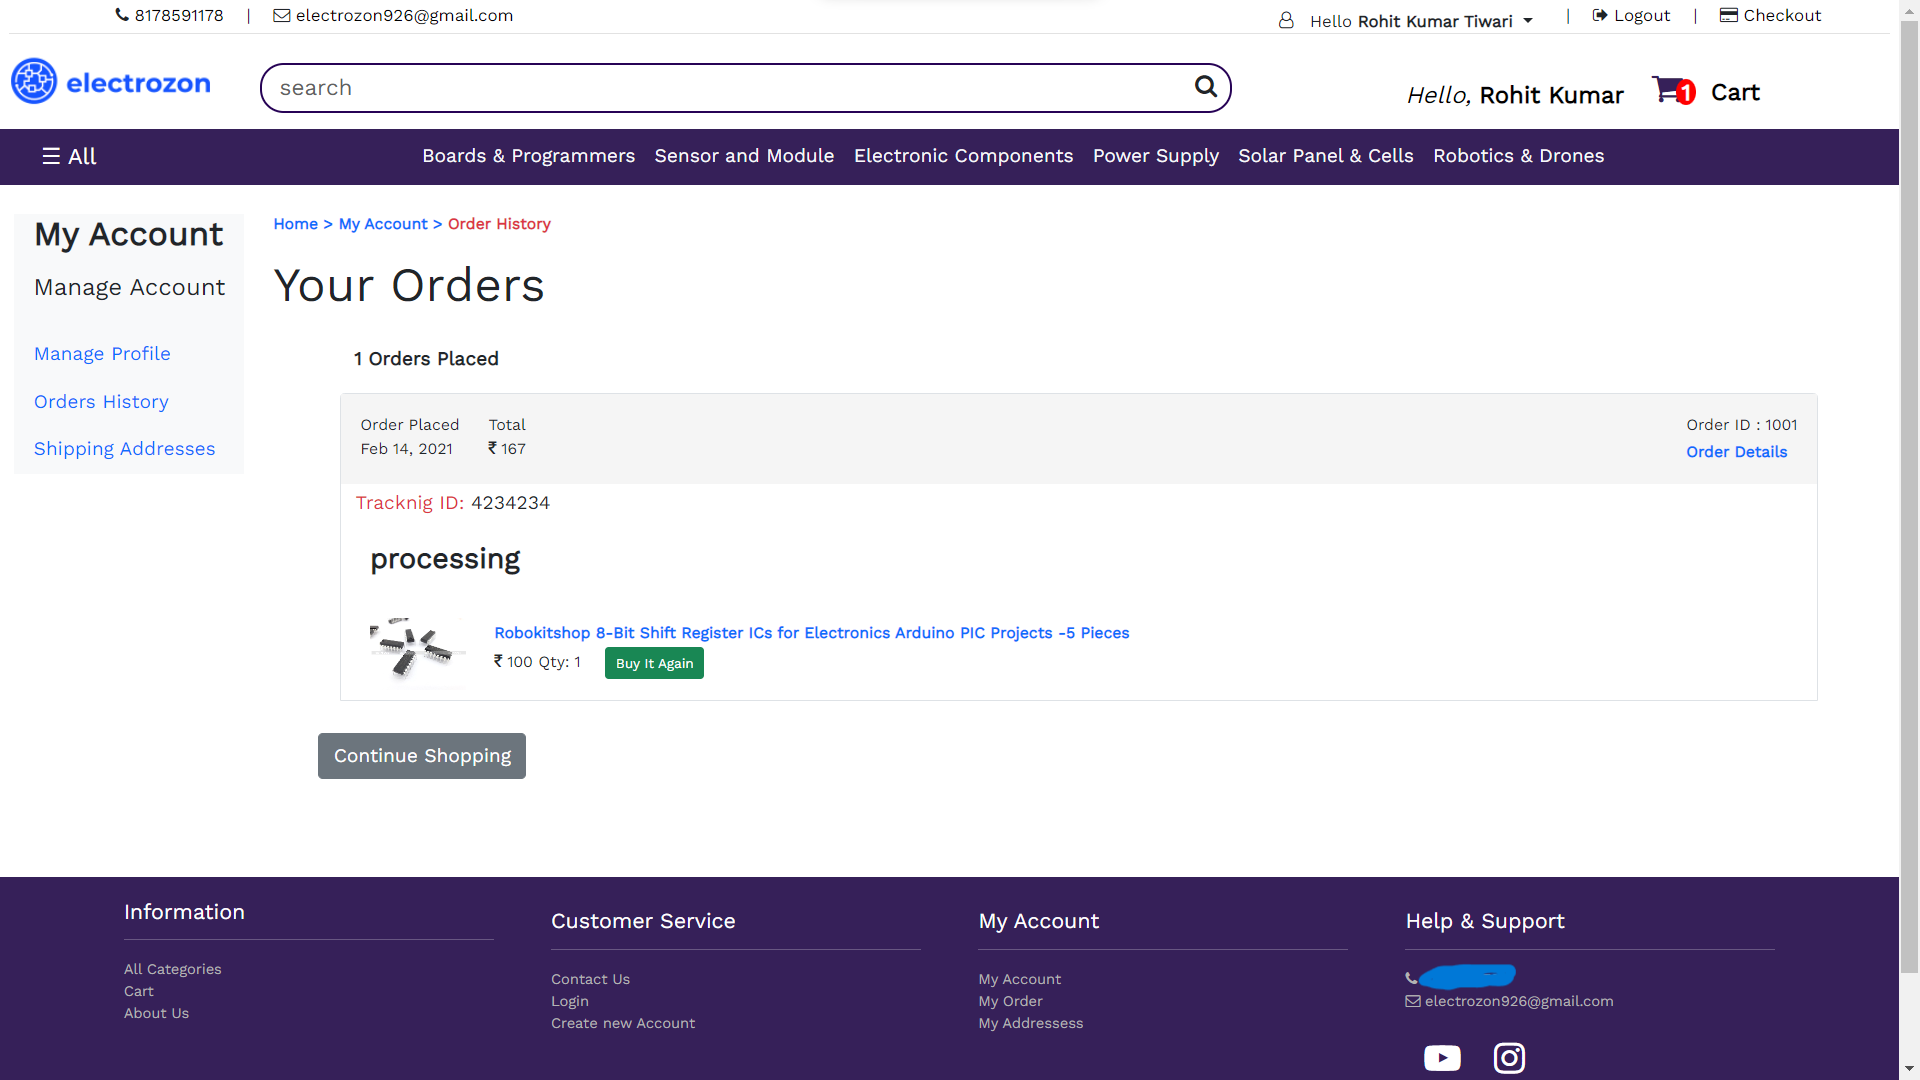 8178591178 | electrozon926@gmail.com
Hello Rohit Kumar Tiwari | Logout | Checkout
electrozon
search
Hello, Rohit Kumar
1 Cart
☰ All
Boards & Programmers Sensor and Module Electronic Components Power Supply Solar Panel & Cells Robotics & Drones
My Account
Manage Account
Manage Profile
Orders History
Shipping Addresses
Home > My Account > Order History
Your Orders
1 Orders Placed
Order Placed Total
Feb 14, 2021 ₹ 167
Order ID : 1001
Order Details
Tracknig ID: 4234234
processing
Robokitshop 8-Bit Shift Register ICs for Electronics Arduino PIC Projects -5 Pieces
₹ 100 Qty: 1 Buy It Again
Continue Shopping
Information
All Categories
Cart
About Us
Customer Service
Contact Us
Login
Create new Account
My Account
My Account
My Order
My Addressess
Help & Support
electrozon926@gmail.com